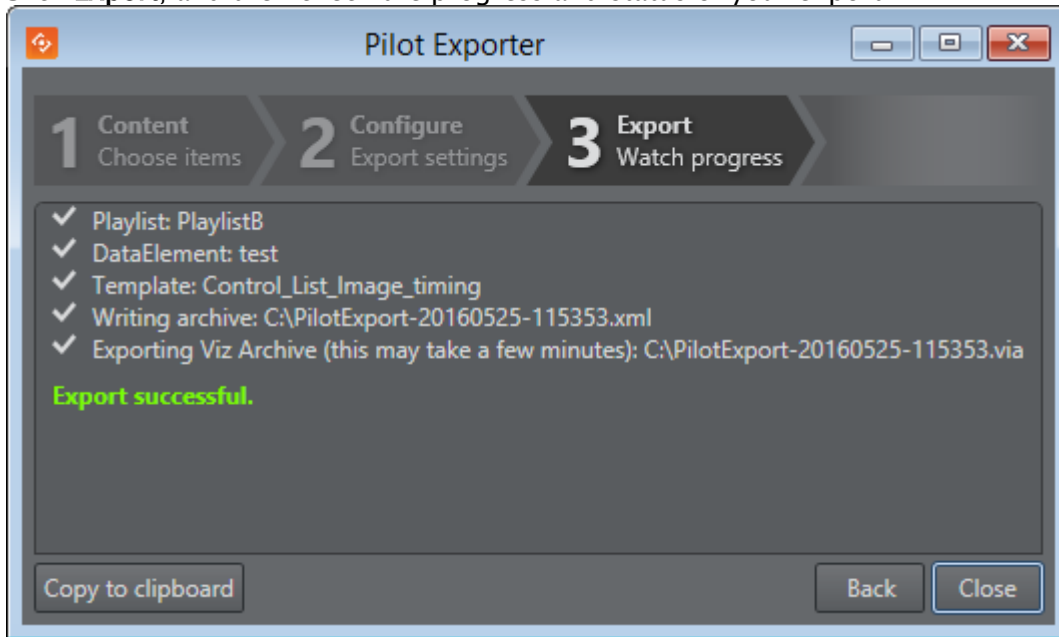 Pilot Exporter
1 Content
Choose items
2 Configure
Export settings
3 Export
Watch progress
Playlist: PlaylistB
DataElement: test
Template: Control_List_Image_timing
Writing archive: C:\PilotExport-20160525-115353.xml
Exporting Viz Archive (this may take a few minutes): C:\PilotExport-20160525-115353.via
Export successful.
Copy to clipboard
Back
Close